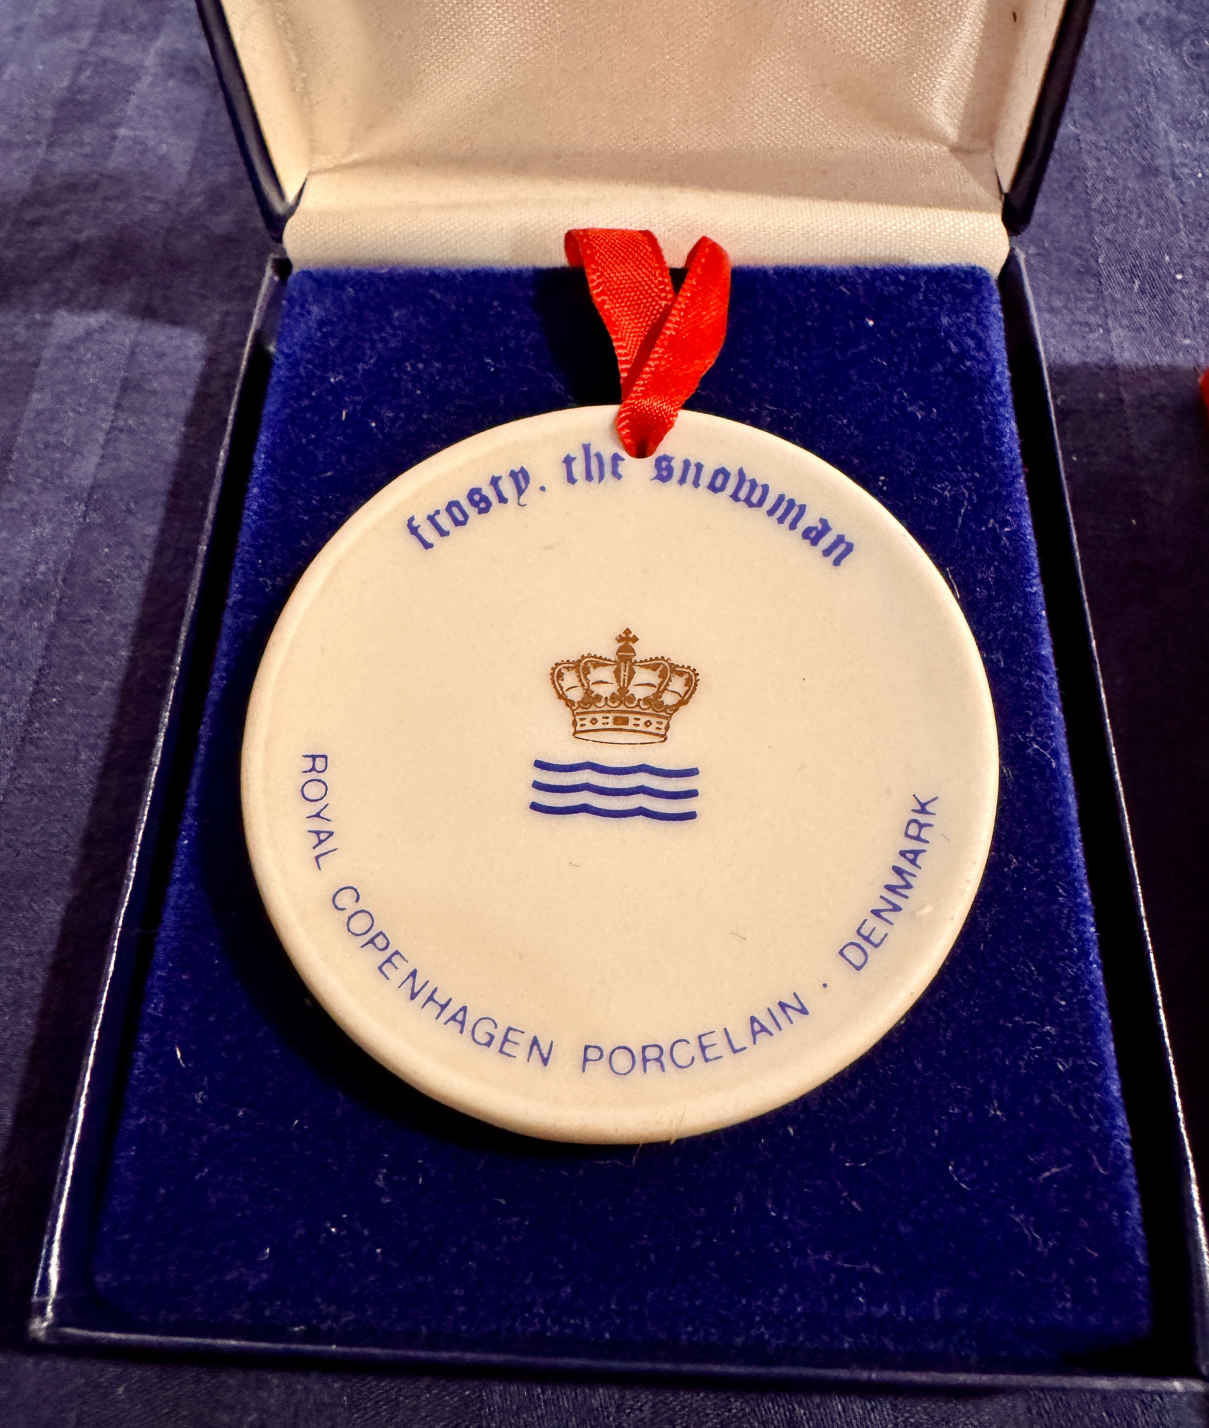 frosty. the snowman
ROYAL COPENHAGEN PORCELAIN · DENMARK